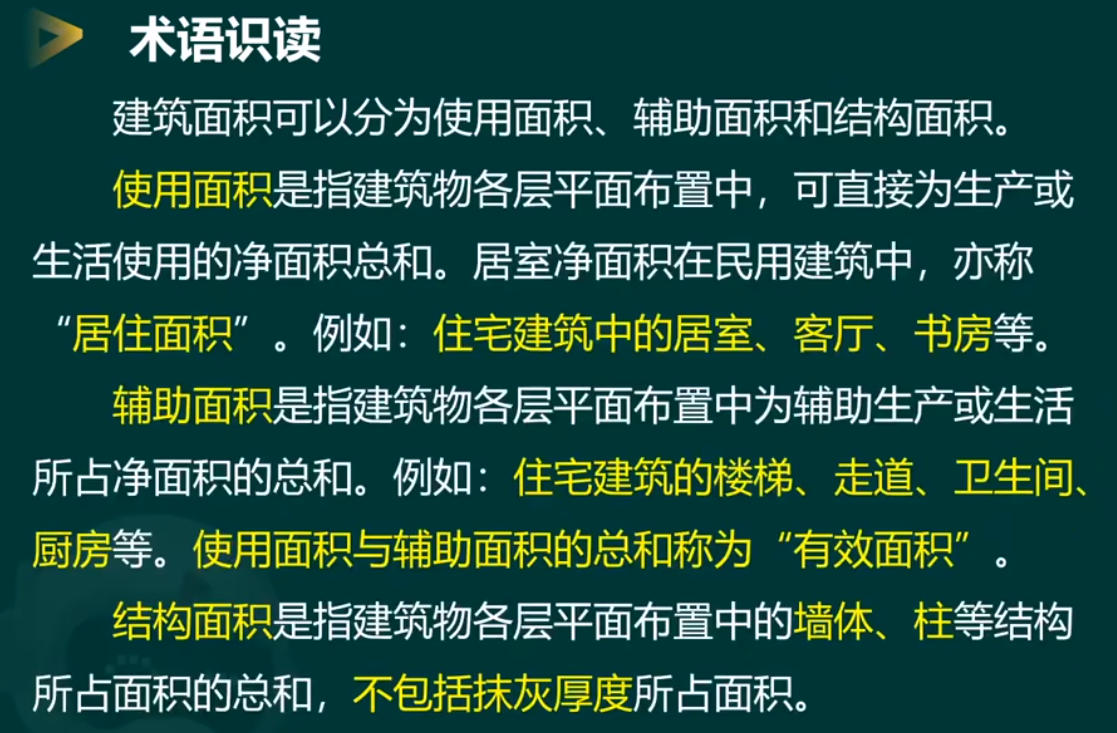 术语识读
建筑面积可以分为使用面积、辅助面积和结构面积。
使用面积是指建筑物各层平面布置中，可直接为生产或
生活使用的净面积总和。居室净面积在民用建筑中，亦称
“居住面积”。例如：住宅建筑中的居室、客厅、书房等。
辅助面积是指建筑物各层平面布置中为辅助生产或生活
所占净面积的总和。例如：住宅建筑的楼梯、走道、卫生间、
厨房等。使用面积与辅助面积的总和称为“有效面积”。
结构面积是指建筑物各层平面布置中的墙体、柱等结构
所占面积的总和，不包括抹灰厚度所占面积。